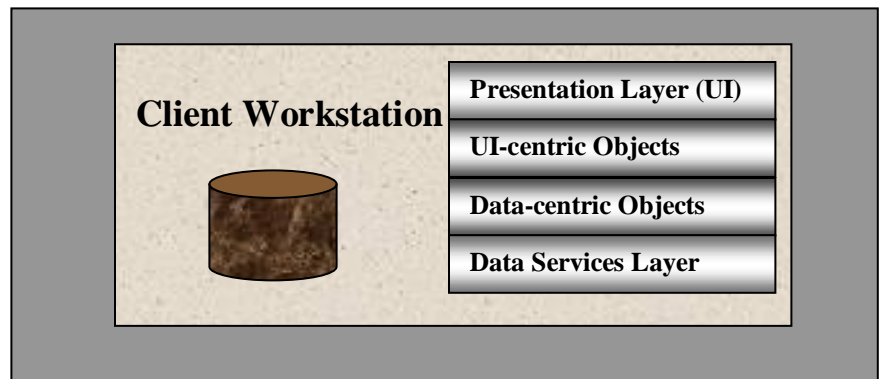 Client Workstation
Presentation Layer (UI)
UI-centric Objects
Data-centric Objects
Data Services Layer